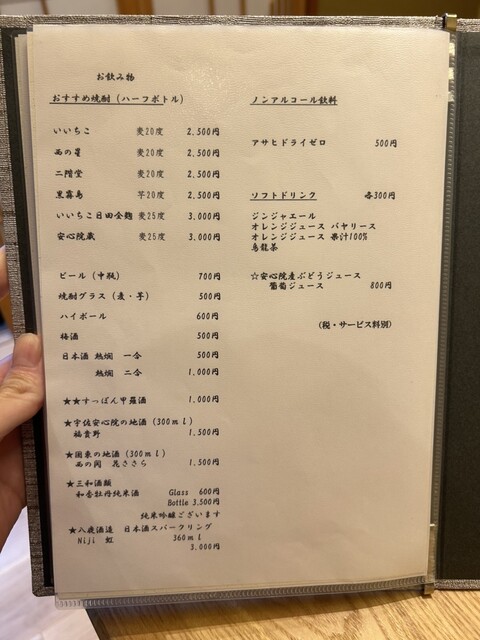 お飲み物
おすすめ焼酎（ハーフボトル）
いいちこ 麦20度 2,500円
西の星 麦20度 2,500円
二階堂 麦20度 2,500円
黒霧島 芋20度 2,500円
いいちこ日田全麹 麦25度 3,000円
安心院蔵 麦25度 3,000円
ビール（中瓶） 700円
焼酎グラス（麦・芋） 500円
ハイボール 600円
梅酒 500円
日本酒 熱燗 一合 500円
熱燗 二合 1,000円
★★すっぽん甲羅酒 1,000円
★宇佐安心院の地酒（300ml）
福貴野 1,500円
★国東の地酒（300ml）
西の関 花ささら 1,500円
★三和酒類
和香牡丹純米酒 Glass 600円
Bottle 3,500円
純米吟醸ございます
★八鹿酒造 日本酒スパークリング
Niji 虹 360ml
3,000円
ノンアルコール飲料
アサヒドライゼロ 500円
ソフトドリンク 各300円
ジンジャエール
オレンジジュース バヤリース
オレンジジュース 果汁100%
烏龍茶
☆安心院産ぶどうジュース
葡萄ジュース 800円
（税・サービス料別）